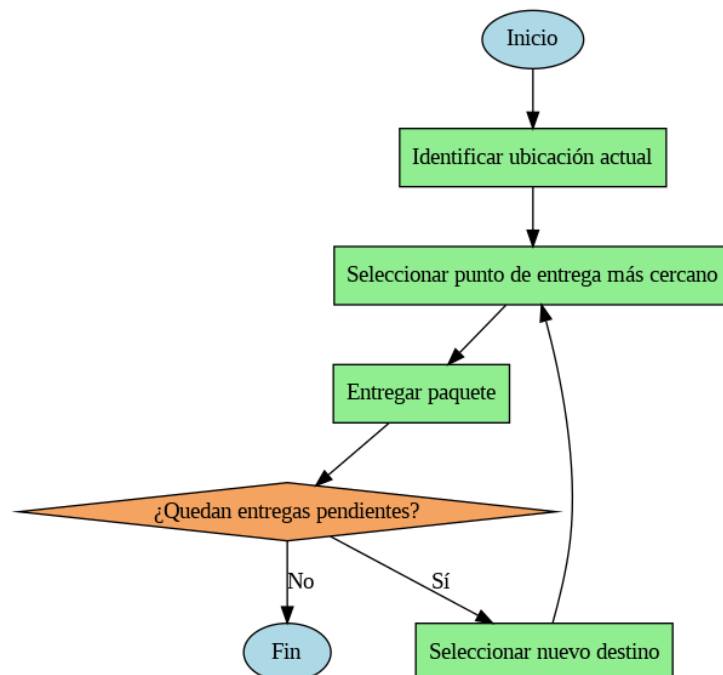 Inicio
Identificar ubicación actual
Seleccionar punto de entrega más cercano
Entregar paquete
¿Quedan entregas pendientes?
No
Sí
Fin
Seleccionar nuevo destino